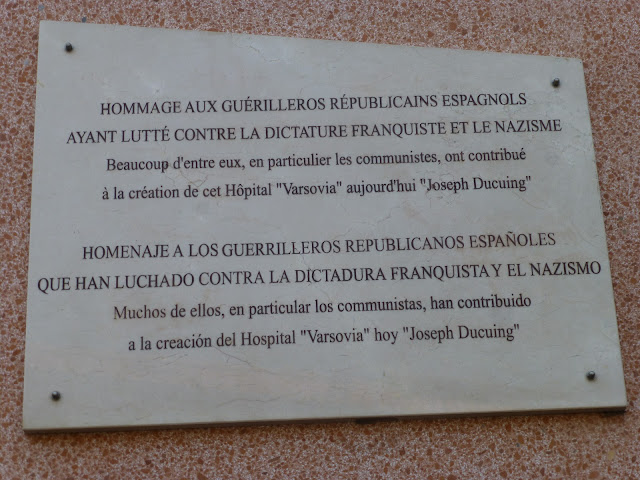 HOMMAGE AUX GUÉRILLEROS RÉPUBLICAINS ESPAGNOLS
AYANT LUTTÉ CONTRE LA DICTATURE FRANQUISTE ET LE NAZISME
Beaucoup d'entre eux, en particulier les communistes, ont contribué
à la création de cet Hôpital "Varsovia" aujourd'hui "Joseph Ducuing"
HOMENAJE A LOS GUERRILLEROS REPUBLICANOS ESPAÑOLES
QUE HAN LUCHADO CONTRA LA DICTADURA FRANQUISTA Y EL NAZISMO
Muchos de ellos, en particular los communistas, han contribuido
a la creación del Hospital "Varsovia" hoy "Joseph Ducuing"